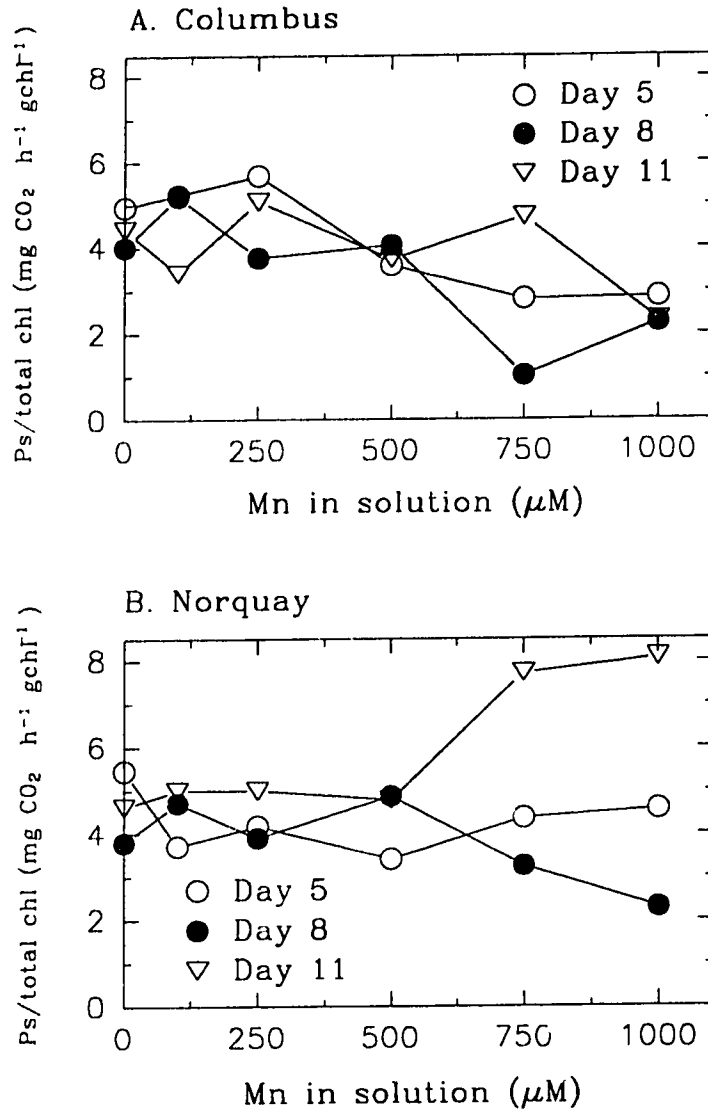 A. Columbus
Ps/total chl (mg CO₂ h⁻¹ gchl⁻¹)
8
6
4
2
0
Day 5
Day 8
Day 11
0 250 500 750 1000
Mn in solution (μM)
B. Norquay
Ps/total chl (mg CO₂ h⁻¹ gchl⁻¹)
8
6
4
2
0
Day 5
Day 8
Day 11
0 250 500 750 1000
Mn in solution (μM)